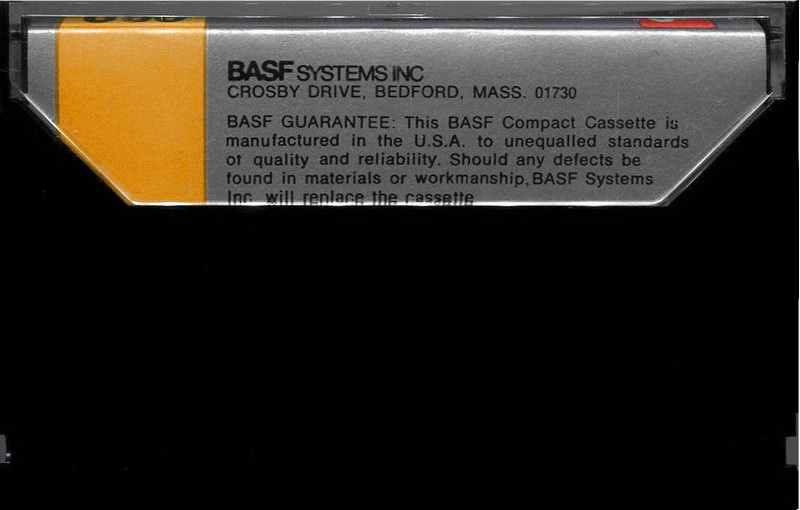 BASF SYSTEMS INC
CROSBY DRIVE, BEDFORD, MASS. 01730
BASF GUARANTEE: This BASF Compact Cassette is
manufactured in the U.S.A. to unequalled standards
of quality and reliability. Should any defects be
found in materials or workmanship, BASF Systems
Inc. will replace the cassette